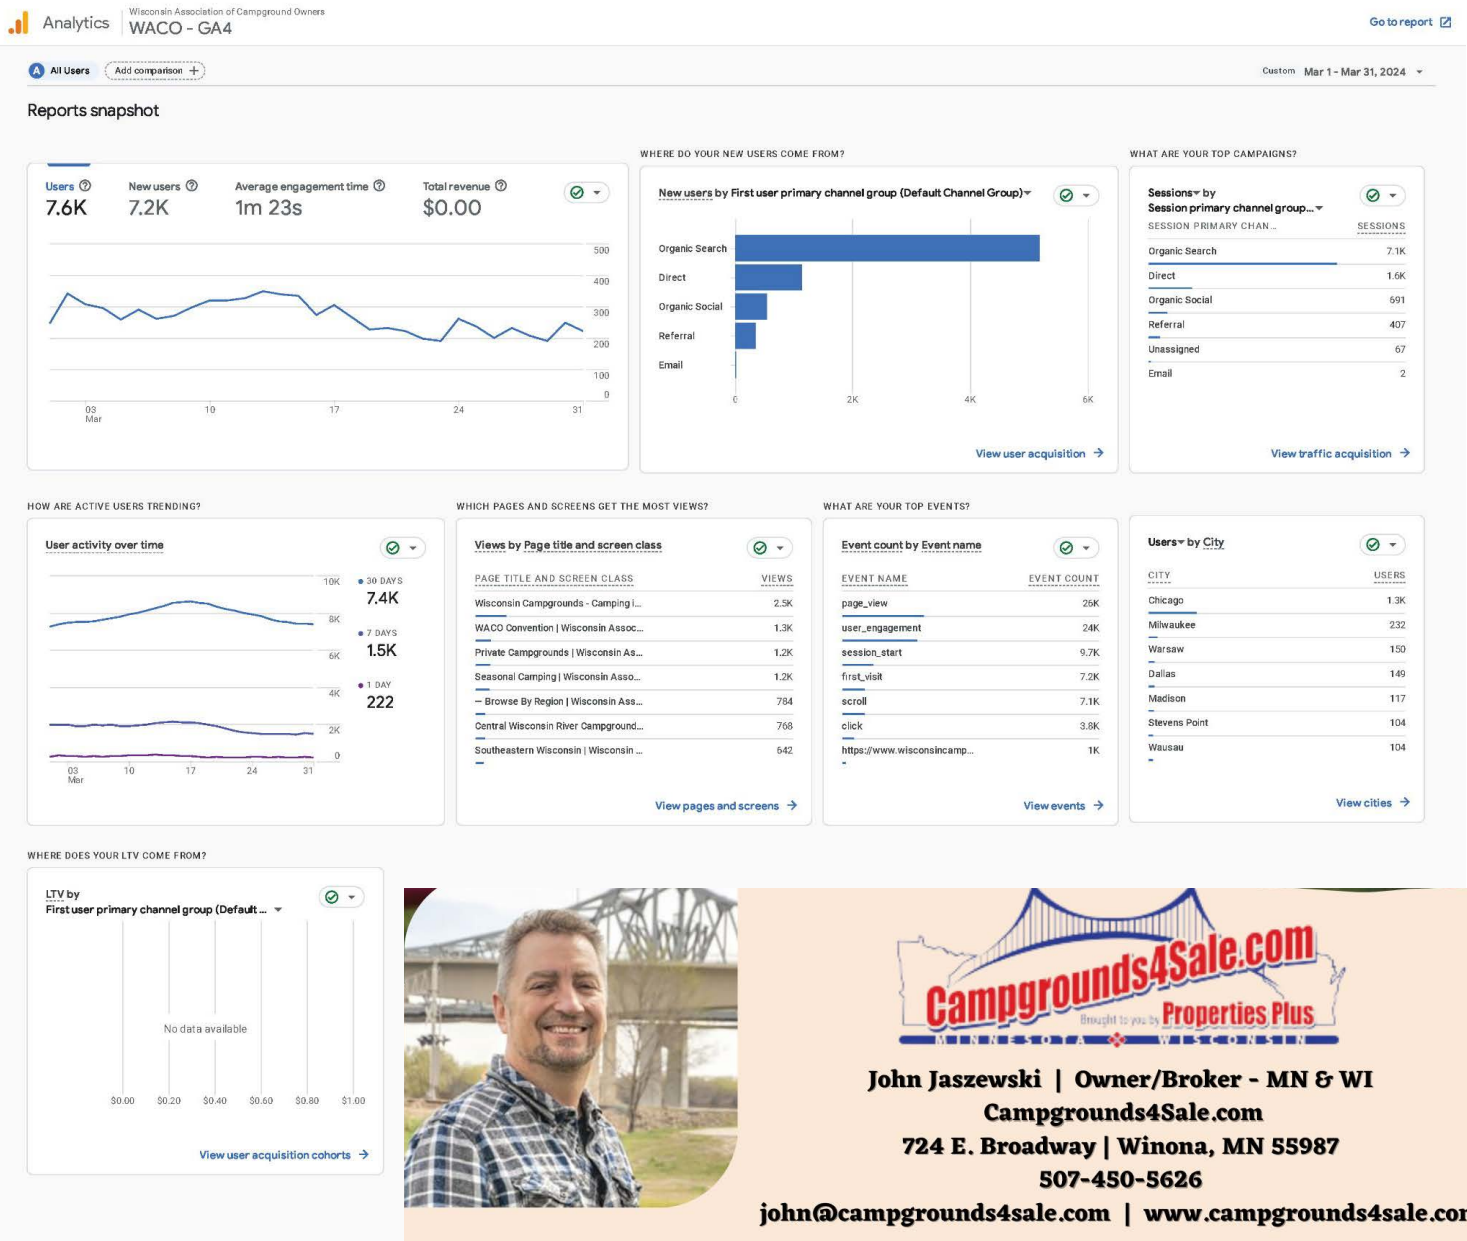 Analytics
Wisconsin Association of Campground Owners
WACO - GA4
Go to report
A All Users
Add comparison +
Custom Mar 1 - Mar 31, 2024
Reports snapshot
Users
7.6K
New users
7.2K
Average engagement time
1m 23s
Total revenue
$0.00
500
400
300
200
100
0
03
Mar
10
17
24
31
WHERE DO YOUR NEW USERS COME FROM?
New users by First user primary channel group (Default Channel Group)
Organic Search
Direct
Organic Social
Referral
Email
0
2K
4K
6K
View user acquisition
WHAT ARE YOUR TOP CAMPAIGNS?
Sessions by
Session primary channel group...
SESSION PRIMARY CHAN... SESSIONS
Organic Search 7.1K
Direct 1.6K
Organic Social 691
Referral 407
Unassigned 67
Email 2
View traffic acquisition
HOW ARE ACTIVE USERS TRENDING?
User activity over time
10K
8K
6K
4K
2K
0
03
Mar
10
17
24
31
30 DAYS
7.4K
7 DAYS
1.5K
1 DAY
222
WHICH PAGES AND SCREENS GET THE MOST VIEWS?
Views by Page title and screen class
PAGE TITLE AND SCREEN CLASS VIEWS
Wisconsin Campgrounds - Camping i... 2.5K
WACO Convention | Wisconsin Assoc... 1.3K
Private Campgrounds | Wisconsin As... 1.2K
Seasonal Camping | Wisconsin Asso... 1.2K
— Browse By Region | Wisconsin Ass... 784
Central Wisconsin River Campground... 768
Southeastern Wisconsin | Wisconsin ... 642
View pages and screens
WHAT ARE YOUR TOP EVENTS?
Event count by Event name
EVENT NAME EVENT COUNT
page_view 26K
user_engagement 24K
session_start 9.7K
first_visit 7.2K
scroll 7.1K
click 3.8K
https://www.wisconsincamp... 1K
View events
Users by City
CITY USERS
Chicago 1.3K
Milwaukee 232
Warsaw 150
Dallas 149
Madison 117
Stevens Point 104
Wausau 104
View cities
WHERE DOES YOUR LTV COME FROM?
LTV by
First user primary channel group (Default ...
No data available
$0.00
$0.20
$0.40
$0.60
$0.80
$1.00
View user acquisition cohorts
Campgrounds4Sale.com
Brought to you by Properties Plus
MINNESOTA WISCONSIN
John Jaszewski | Owner/Broker - MN & WI
Campgrounds4Sale.com
724 E. Broadway | Winona, MN 55987
507-450-5626
john@campgrounds4sale.com | www.campgrounds4sale.com